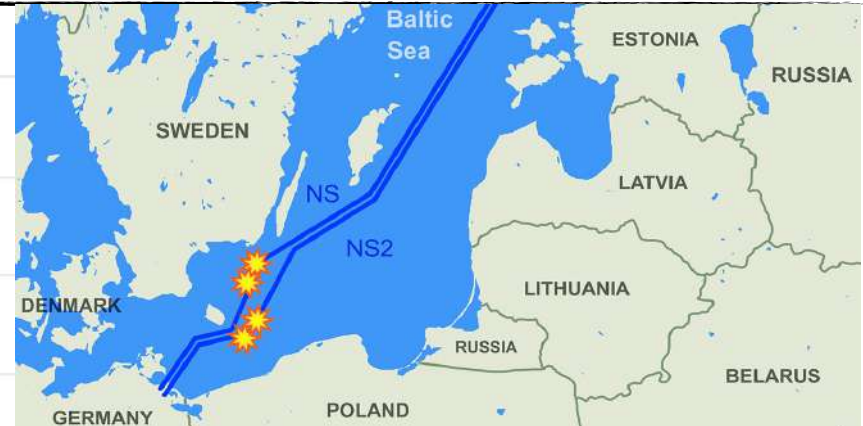 Baltic
Sea
ESTONIA
RUSSIA
SWEDEN
LATVIA
NS
NS2
LITHUANIA
DENMARK
RUSSIA
BELARUS
POLAND
GERMANY